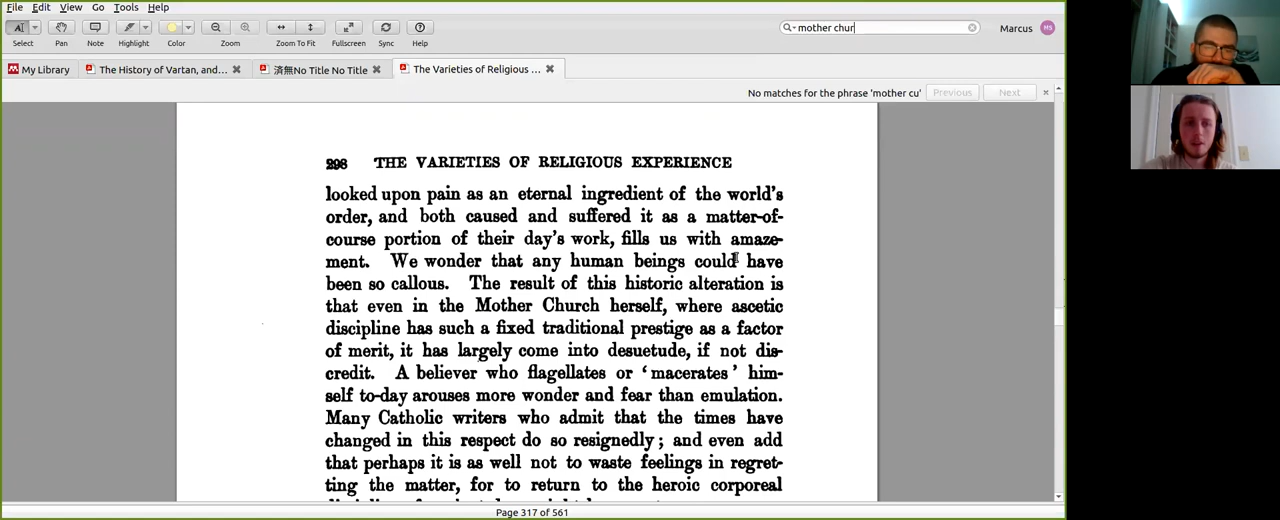 File Edit View Go Tools Help
Select Pan Note Highlight Color Zoom Zoom To Fit Fullscreen Sync Help
mother chur
Marcus MS
My Library The History of Vartan, and... 済無No Title No Title The Varieties of Religious ...
No matches for the phrase 'mother cu' Previous Next
298 THE VARIETIES OF RELIGIOUS EXPERIENCE
looked upon pain as an eternal ingredient of the world's
order, and both caused and suffered it as a matter-of-
course portion of their day's work, fills us with amaze-
ment. We wonder that any human beings could have
been so callous. The result of this historic alteration is
that even in the Mother Church herself, where ascetic
discipline has such a fixed traditional prestige as a factor
of merit, it has largely come into desuetude, if not dis-
credit. A believer who flagellates or 'macerates' him-
self to-day arouses more wonder and fear than emulation.
Many Catholic writers who admit that the times have
changed in this respect do so resignedly; and even add
that perhaps it is as well not to waste feelings in regret-
ting the matter, for to return to the heroic corporeal
Page 317 of 561